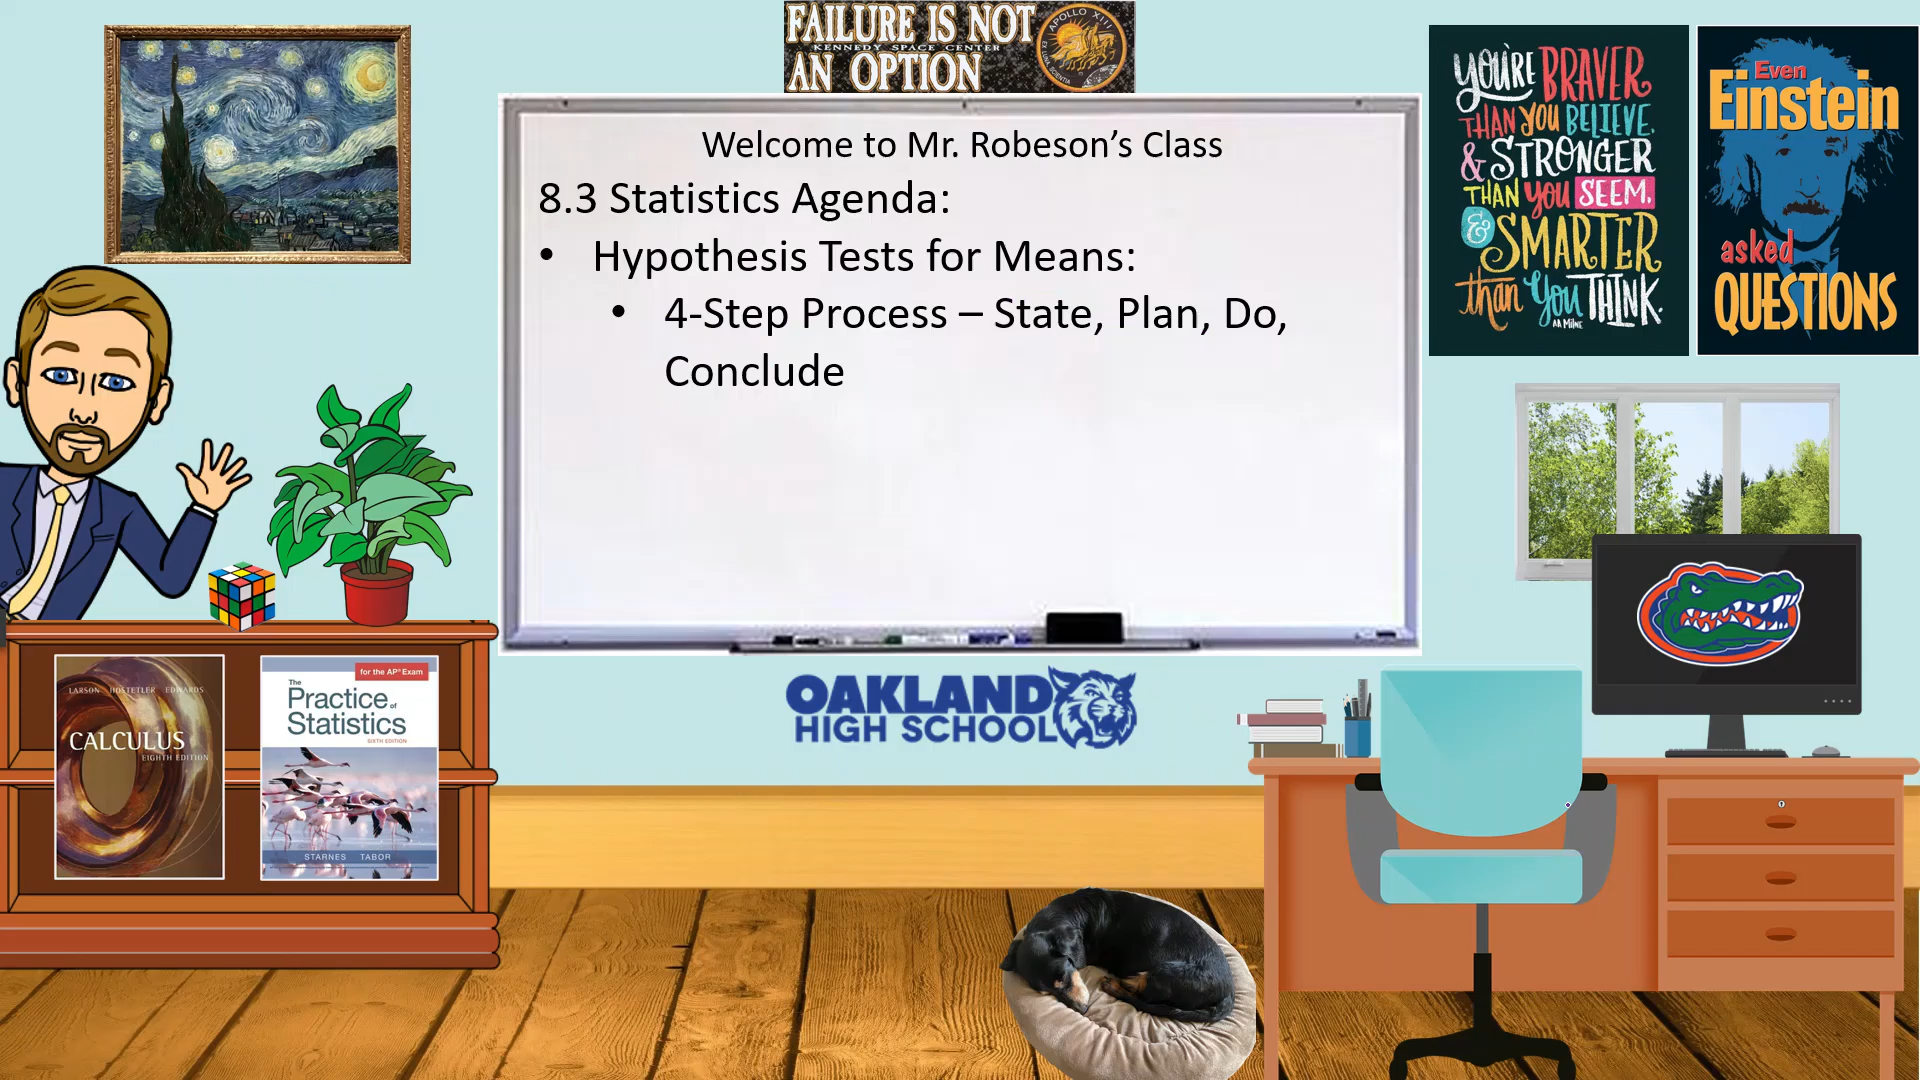 FAILURE IS NOT
KENNEDY SPACE CENTER
AN OPTION
APOLLO XIII
Welcome to Mr. Robeson’s Class
8.3 Statistics Agenda:
• Hypothesis Tests for Means:
• 4-Step Process – State, Plan, Do,
Conclude
YOU'RE BRAVER
THAN YOU BELIEVE,
& STRONGER
THAN YOU SEEM,
& SMARTER
than you THINK.
AA Milne
Even
Einstein
asked
QUESTIONS
LARSON HOSTETLER EDWARDS
CALCULUS
EIGHTH EDITION
for the AP® Exam
The
Practice of
Statistics
SIXTH EDITION
STARNES TABOR
OAKLAND
HIGH SCHOOL